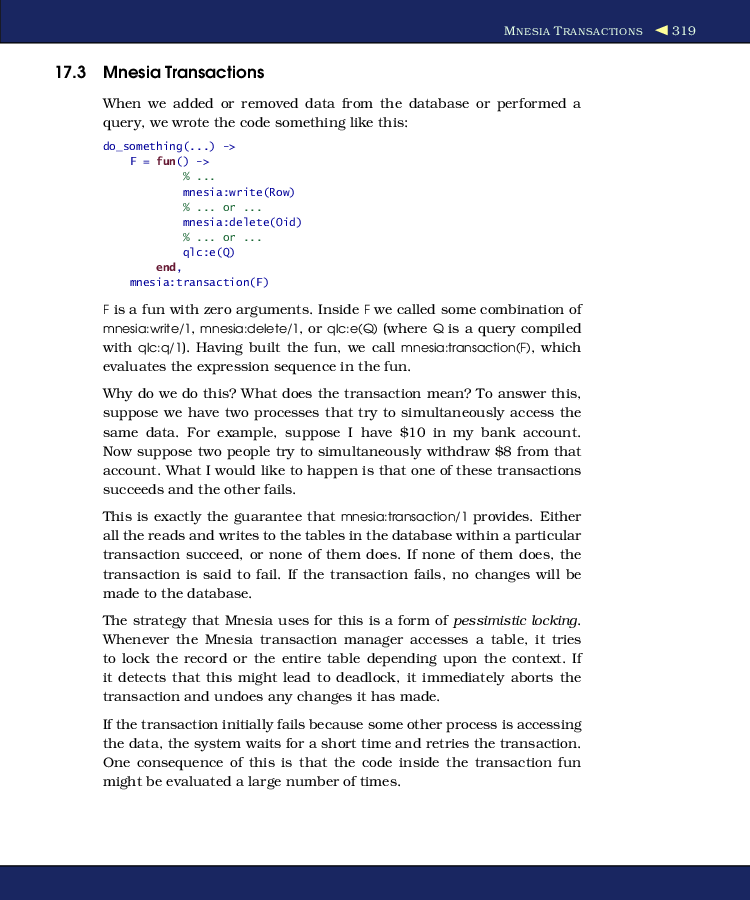 MNESIA TRANSACTIONS ◀ 319
17.3 Mnesia Transactions
When we added or removed data from the database or performed a
query, we wrote the code something like this:
do_something(...) ->
    F = fun() ->
            % ...
            mnesia:write(Row)
            % ... or ...
            mnesia:delete(Oid)
            % ... or ...
            qlc:e(Q)
        end,
    mnesia:transaction(F)
F is a fun with zero arguments. Inside F we called some combination of
mnesia:write/1, mnesia:delete/1, or qlc:e(Q) (where Q is a query compiled
with qlc:q/1). Having built the fun, we call mnesia:transaction(F), which
evaluates the expression sequence in the fun.
Why do we do this? What does the transaction mean? To answer this,
suppose we have two processes that try to simultaneously access the
same data. For example, suppose I have $10 in my bank account.
Now suppose two people try to simultaneously withdraw $8 from that
account. What I would like to happen is that one of these transactions
succeeds and the other fails.
This is exactly the guarantee that mnesia:transaction/1 provides. Either
all the reads and writes to the tables in the database within a particular
transaction succeed, or none of them does. If none of them does, the
transaction is said to fail. If the transaction fails, no changes will be
made to the database.
The strategy that Mnesia uses for this is a form of pessimistic locking.
Whenever the Mnesia transaction manager accesses a table, it tries
to lock the record or the entire table depending upon the context. If
it detects that this might lead to deadlock, it immediately aborts the
transaction and undoes any changes it has made.
If the transaction initially fails because some other process is accessing
the data, the system waits for a short time and retries the transaction.
One consequence of this is that the code inside the transaction fun
might be evaluated a large number of times.